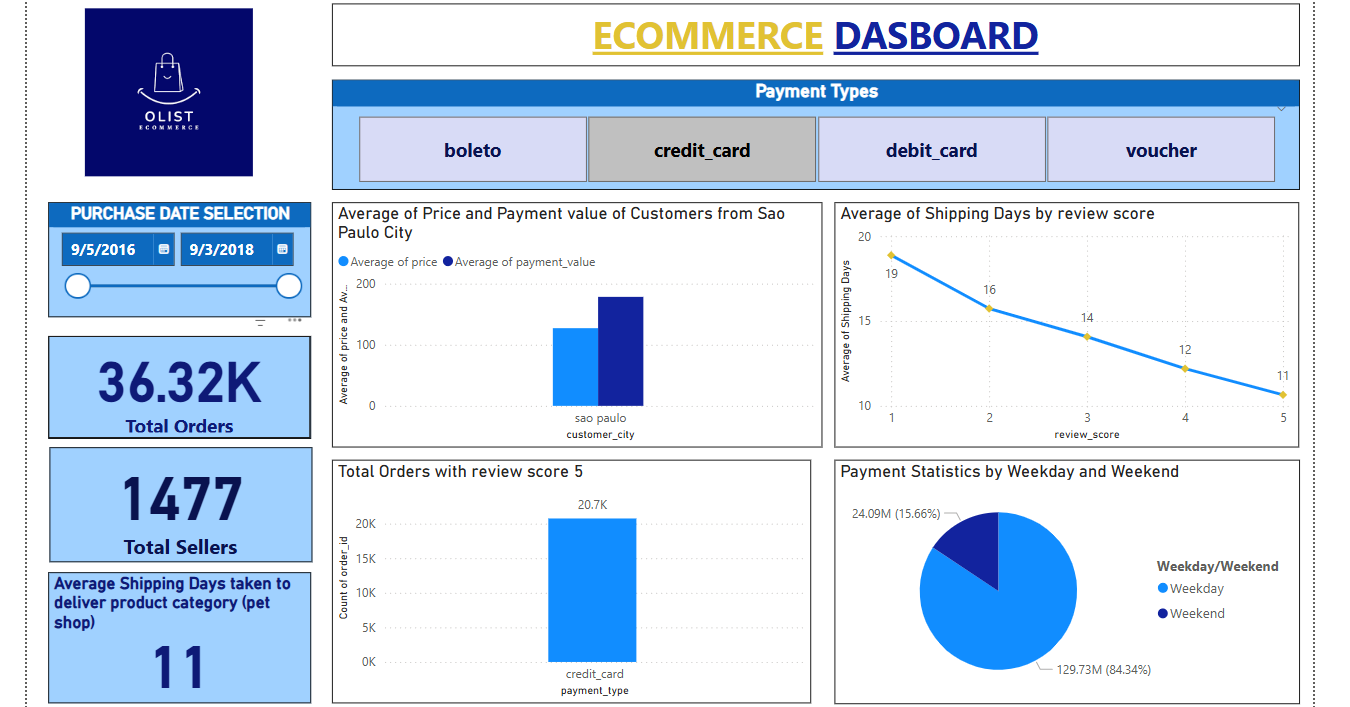 OLIST
ECOMMERCE
ECOMMERCE DASBOARD
Payment Types
boleto
credit_card
debit_card
voucher
PURCHASE DATE SELECTION
9/5/2016
9/3/2018
36.32K
Total Orders
1477
Total Sellers
Average Shipping Days taken to
deliver product category (pet
shop)
11
Average of Price and Payment value of Customers from Sao
Paulo City
Average of price
Average of payment_value
Average of price and Av...
200
100
0
sao paulo
customer_city
Average of Shipping Days by review score
Average of Shipping Days
20
15
10
19
16
14
12
11
1
2
3
4
5
review_score
Total Orders with review score 5
20.7K
Count of order_id
20K
15K
10K
5K
0K
credit_card
payment_type
Payment Statistics by Weekday and Weekend
24.09M (15.66%)
129.73M (84.34%)
Weekday/Weekend
Weekday
Weekend